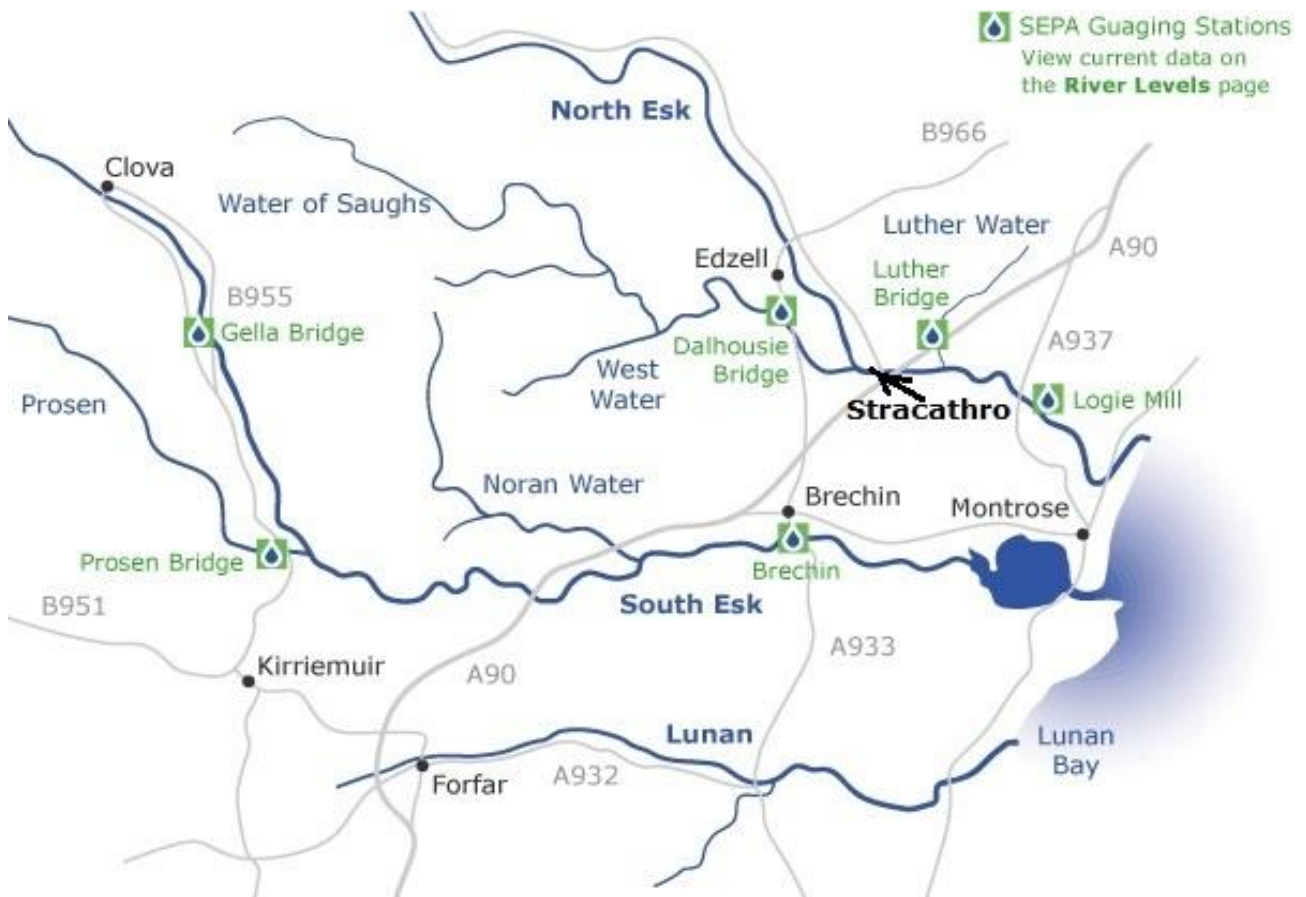 SEPA Guaging Stations
View current data on
the River Levels page
North Esk
B966
Clova
Water of Saughs
Luther Water
A90
Edzell
Luther
Bridge
B955
Gella Bridge
Dalhousie
Bridge
A937
West
Water
Prosen
Stracathro
Logie Mill
Noran Water
Brechin
Montrose
Prosen Bridge
Brechin
B951
South Esk
A933
Kirriemuir
A90
Lunan
Lunan
Bay
A932
Forfar